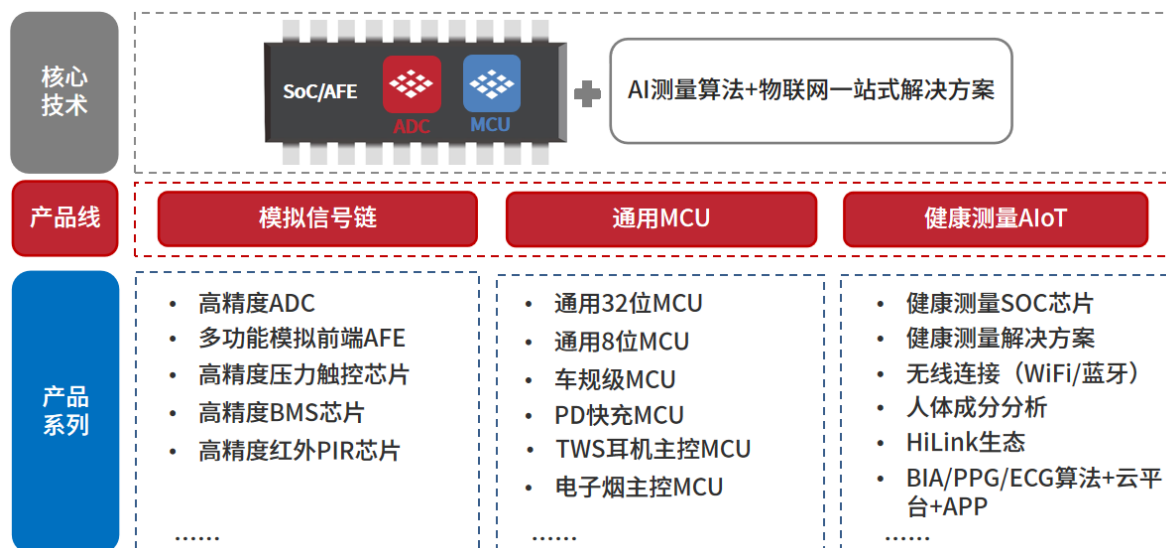 核心
技术
SoC/AFE
ADC
MCU
AI测量算法+物联网一站式解决方案
产品线
模拟信号链
通用MCU
健康测量AIoT
产品
系列
• 高精度ADC
• 多功能模拟前端AFE
• 高精度压力触控芯片
• 高精度BMS芯片
• 高精度红外PIR芯片
……
• 通用32位MCU
• 通用8位MCU
• 车规级MCU
• PD快充MCU
• TWS耳机主控MCU
• 电子烟主控MCU
……
• 健康测量SOC芯片
• 健康测量解决方案
• 无线连接（WiFi/蓝牙）
• 人体成分分析
• HiLink生态
• BIA/PPG/ECG算法+云平
台+APP
……